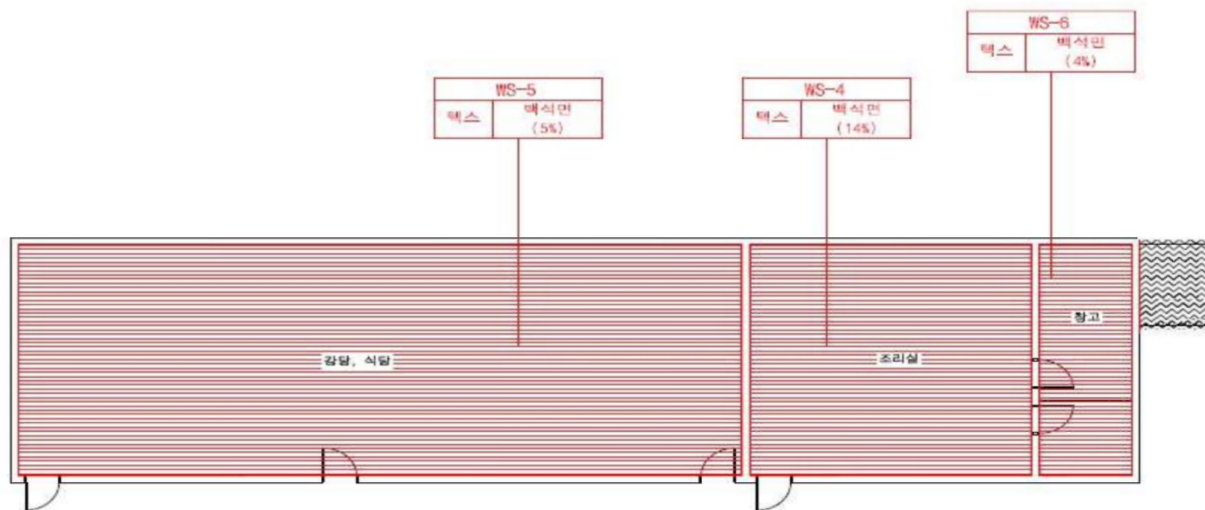 WS-6
텍스
백석면
(4%)
WS-5
텍스
백석면
(5%)
WS-4
텍스
백석면
(14%)
창고
강당, 식당
조리실